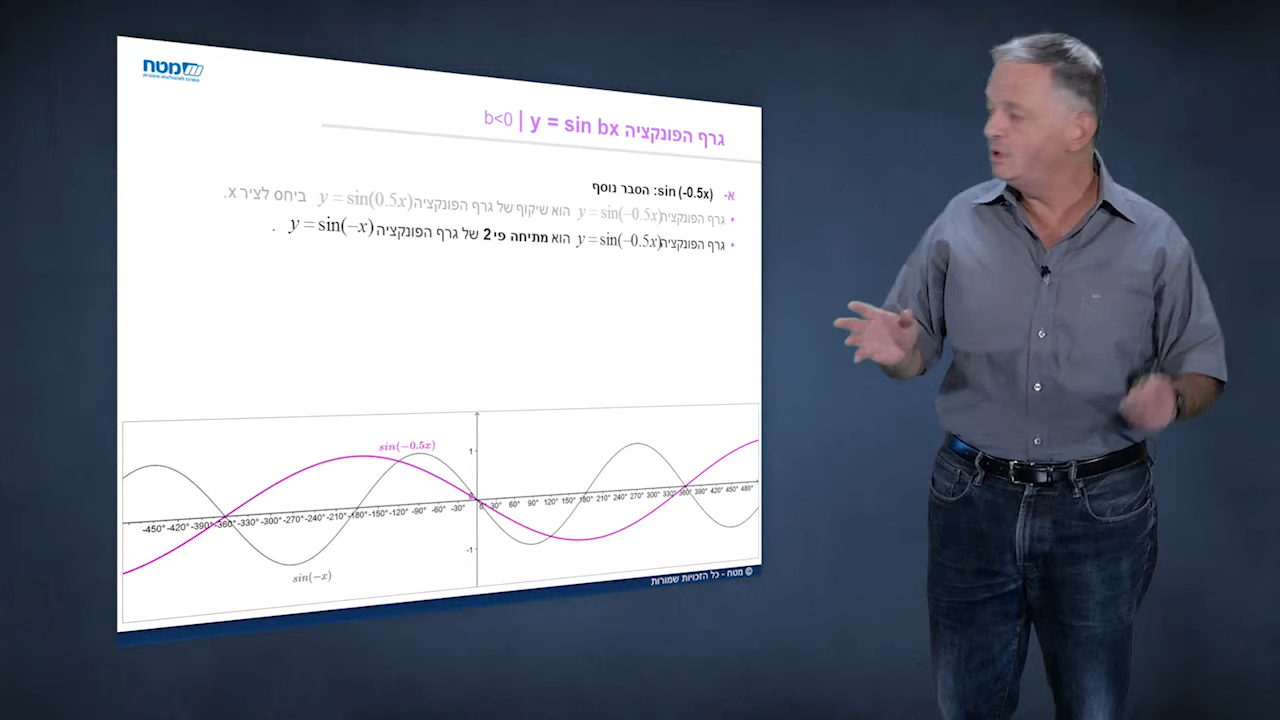 מטח
המרכז לטכנולוגיה חינוכית
גרף הפונקציה y = sin bx | b<0
א- sin (-0.5x): הסבר נוסף
• גרף הפונקציה y = sin(−0.5x) הוא שיקוף של גרף הפונקציה y = sin(0.5x) ביחס לציר x.
• גרף הפונקציה y = sin(−0.5x) הוא מתיחה פי 2 של גרף הפונקציה y = sin(−x) .
sin(−0.5x)
1
0
-450° -420° -390° -360° -330° -300° -270° -240° -210° -180° -150° -120° -90° -60° -30° 0 30° 60° 90° 120° 150° 180° 210° 240° 270° 300° 330° 360° 390° 420° 450° 480°
-1
sin(−x)
© מטח - כל הזכויות שמורות